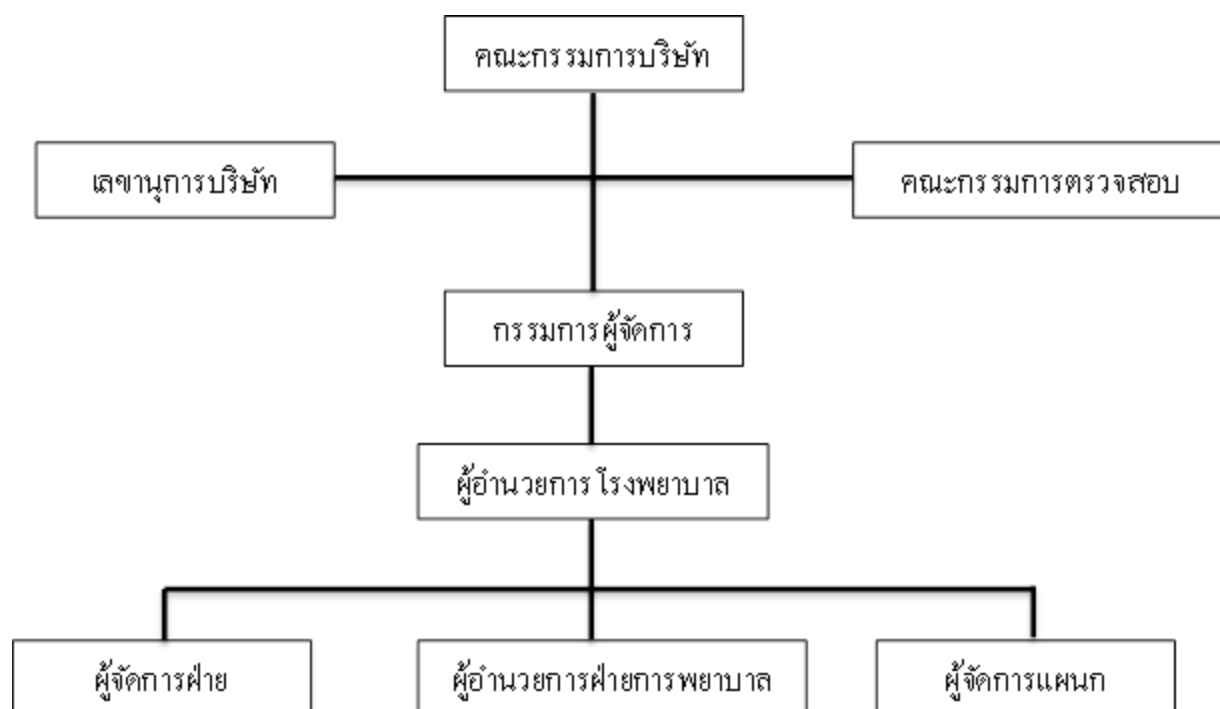 คณะกรรมการบริษัท
เลขานุการบริษัท
คณะกรรมการตรวจสอบ
กรรมการผู้จัดการ
ผู้อำนวยการโรงพยาบาล
ผู้จัดการฝ่าย
ผู้อำนวยการฝ่ายการพยาบาล
ผู้จัดการแผนก